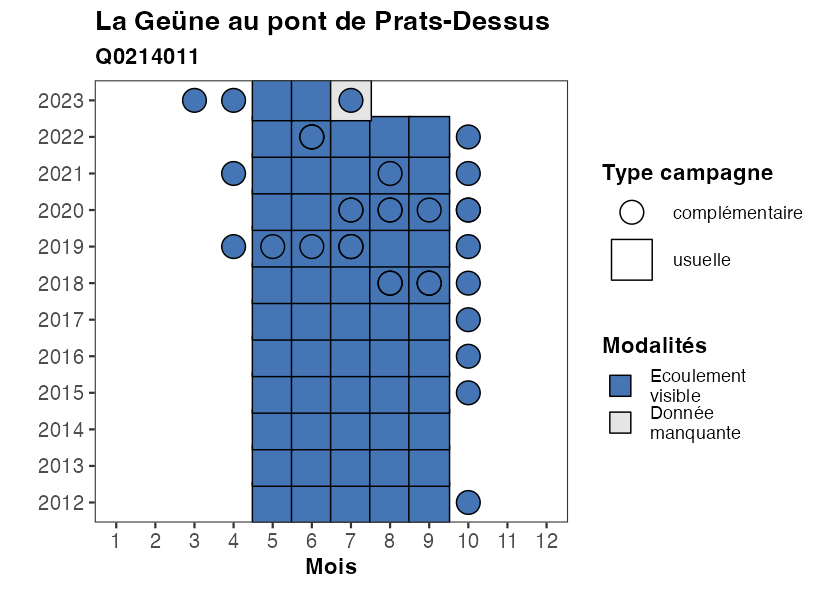 La Geüne au pont de Prats-Dessus
Q0214011
2023
2022
2021
2020
2019
2018
2017
2016
2015
2014
2013
2012
1 2 3 4 5 6 7 8 9 10 11 12
Mois
Type campagne
complémentaire
usuelle
Modalités
Ecoulement
visible
Donnée
manquante